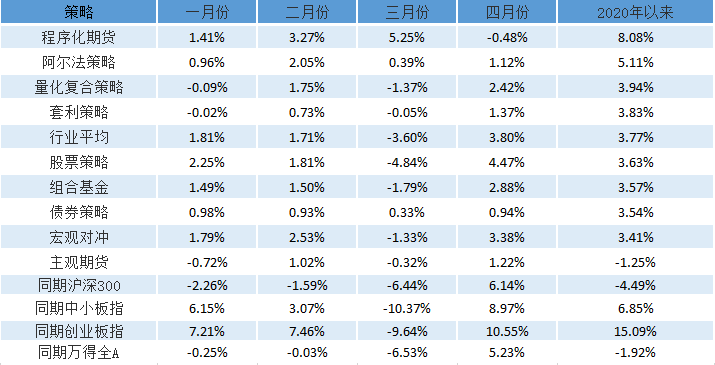 策略 一月份 二月份 三月份 四月份 2020年以来
程序化期货 1.41% 3.27% 5.25% -0.48% 8.08%
阿尔法策略 0.96% 2.05% 0.39% 1.12% 5.11%
量化复合策略 -0.09% 1.75% -1.37% 2.42% 3.94%
套利策略 -0.02% 0.73% -0.05% 1.37% 3.83%
行业平均 1.81% 1.71% -3.60% 3.80% 3.77%
股票策略 2.25% 1.81% -4.84% 4.47% 3.63%
组合基金 1.49% 1.50% -1.79% 2.88% 3.57%
债券策略 0.98% 0.93% 0.33% 0.94% 3.54%
宏观对冲 1.79% 2.53% -1.33% 3.38% 3.41%
主观期货 -0.72% 1.02% -0.32% 1.22% -1.25%
同期沪深300 -2.26% -1.59% -6.44% 6.14% -4.49%
同期中小板指 6.15% 3.07% -10.37% 8.97% 6.85%
同期创业板指 7.21% 7.46% -9.64% 10.55% 15.09%
同期万得全A -0.25% -0.03% -6.53% 5.23% -1.92%